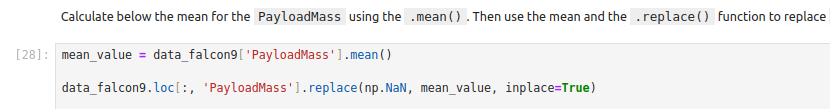 Calculate below the mean for the PayloadMass using the .mean(). Then use the mean and the .replace() function to replace
[28]: mean_value = data_falcon9['PayloadMass'].mean()
data_falcon9.loc[:, 'PayloadMass'].replace(np.NaN, mean_value, inplace=True)